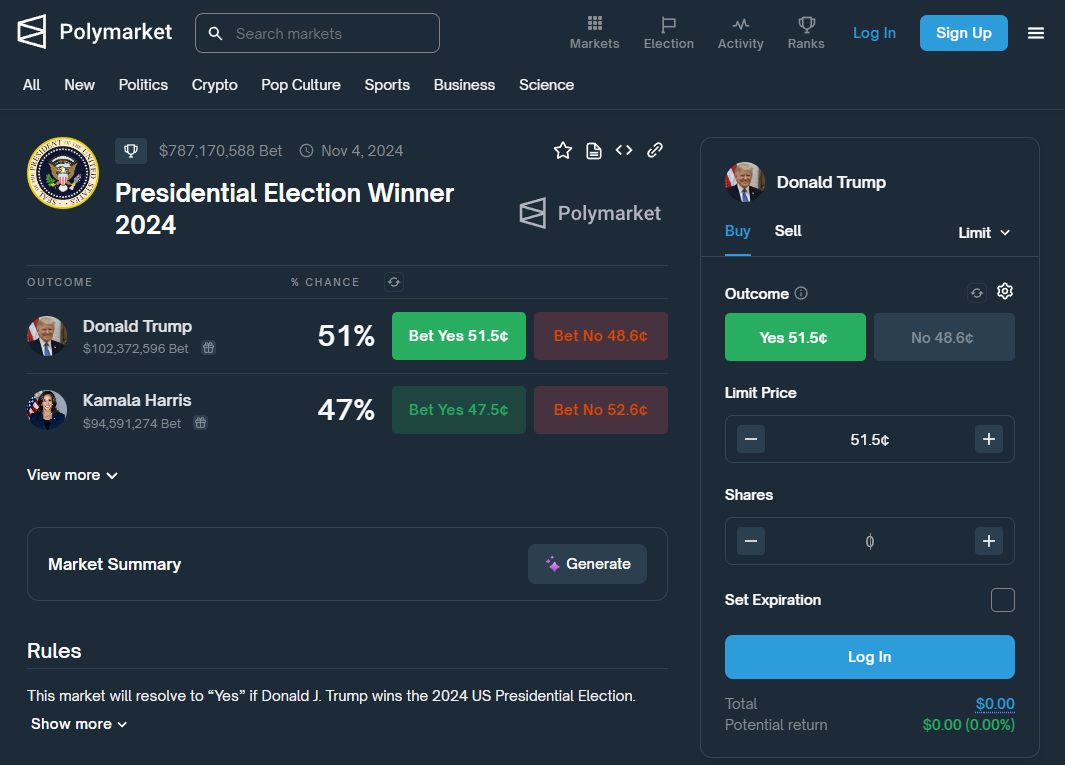 Polymarket
Search markets
Markets
Election
Activity
Ranks
Log In
Sign Up
All New Politics Crypto Pop Culture Sports Business Science
$787,170,588 Bet Nov 4, 2024
Presidential Election Winner
2024
Polymarket
OUTCOME % CHANCE
Donald Trump
$102,372,596 Bet
51%
Bet Yes 51.5¢
Bet No 48.6¢
Kamala Harris
$94,591,274 Bet
47%
Bet Yes 47.5¢
Bet No 52.6¢
View more
Market Summary
Generate
Rules
This market will resolve to “Yes” if Donald J. Trump wins the 2024 US Presidential Election.
Show more
Donald Trump
Buy Sell Limit
Outcome
Yes 51.5¢
No 48.6¢
Limit Price
51.5¢
Shares
0
Set Expiration
Log In
Total $0.00
Potential return $0.00 (0.00%)